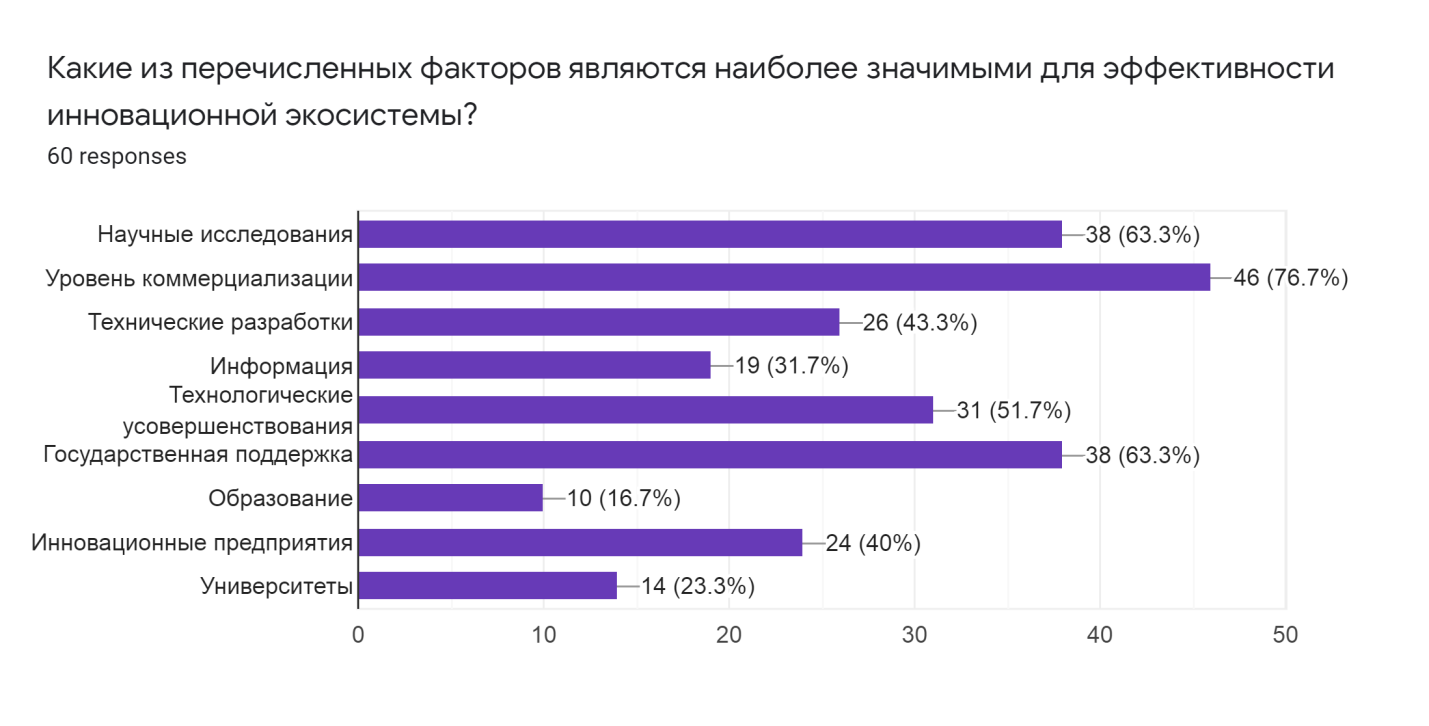 Какие из перечисленных факторов являются наиболее значимыми для эффективности
инновационной экосистемы?
60 responses
Научные исследования
38 (63.3%)
Уровень коммерциализации
46 (76.7%)
Технические разработки
26 (43.3%)
Информация
19 (31.7%)
Технологические
усовершенствования
31 (51.7%)
Государственная поддержка
38 (63.3%)
Образование
10 (16.7%)
Инновационные предприятия
24 (40%)
Университеты
14 (23.3%)
0 10 20 30 40 50